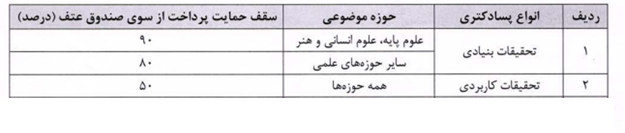 ردیف انواع پسادکتری حوزه موضوعی سقف حمایت پرداخت از سوی صندوق عتف (درصد)
۱ تحقیقات بنیادی علوم پایه، علوم انسانی و هنر ۹۰
سایر حوزه‌های علمی ۸۰
۲ تحقیقات کاربردی همه حوزه‌ها ۵۰